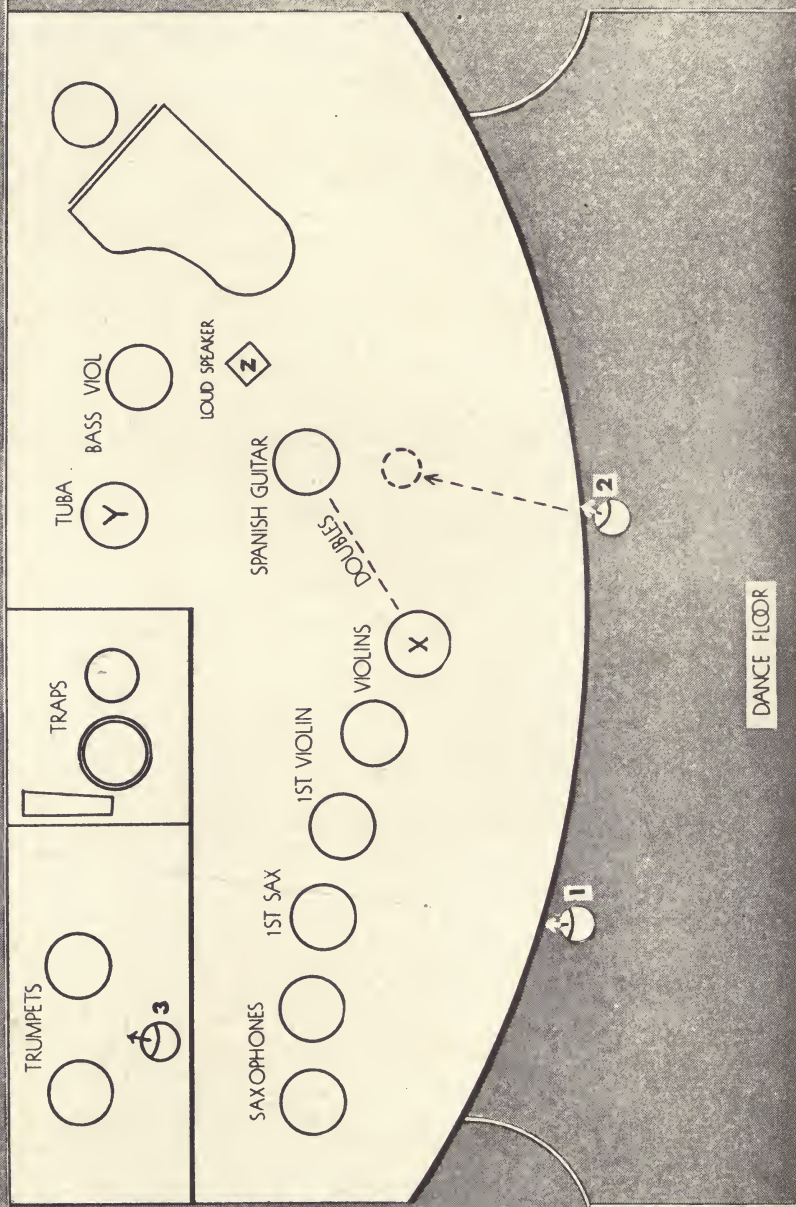 TRUMPETS
3
TRAPS
TUBA
Y
BASS VIOL
LOUD SPEAKER
Z
SAXOPHONES
1ST SAX
1ST VIOLIN
VIOLINS
X
DOUBLES
SPANISH GUITAR
1
2
DANCE FLOOR